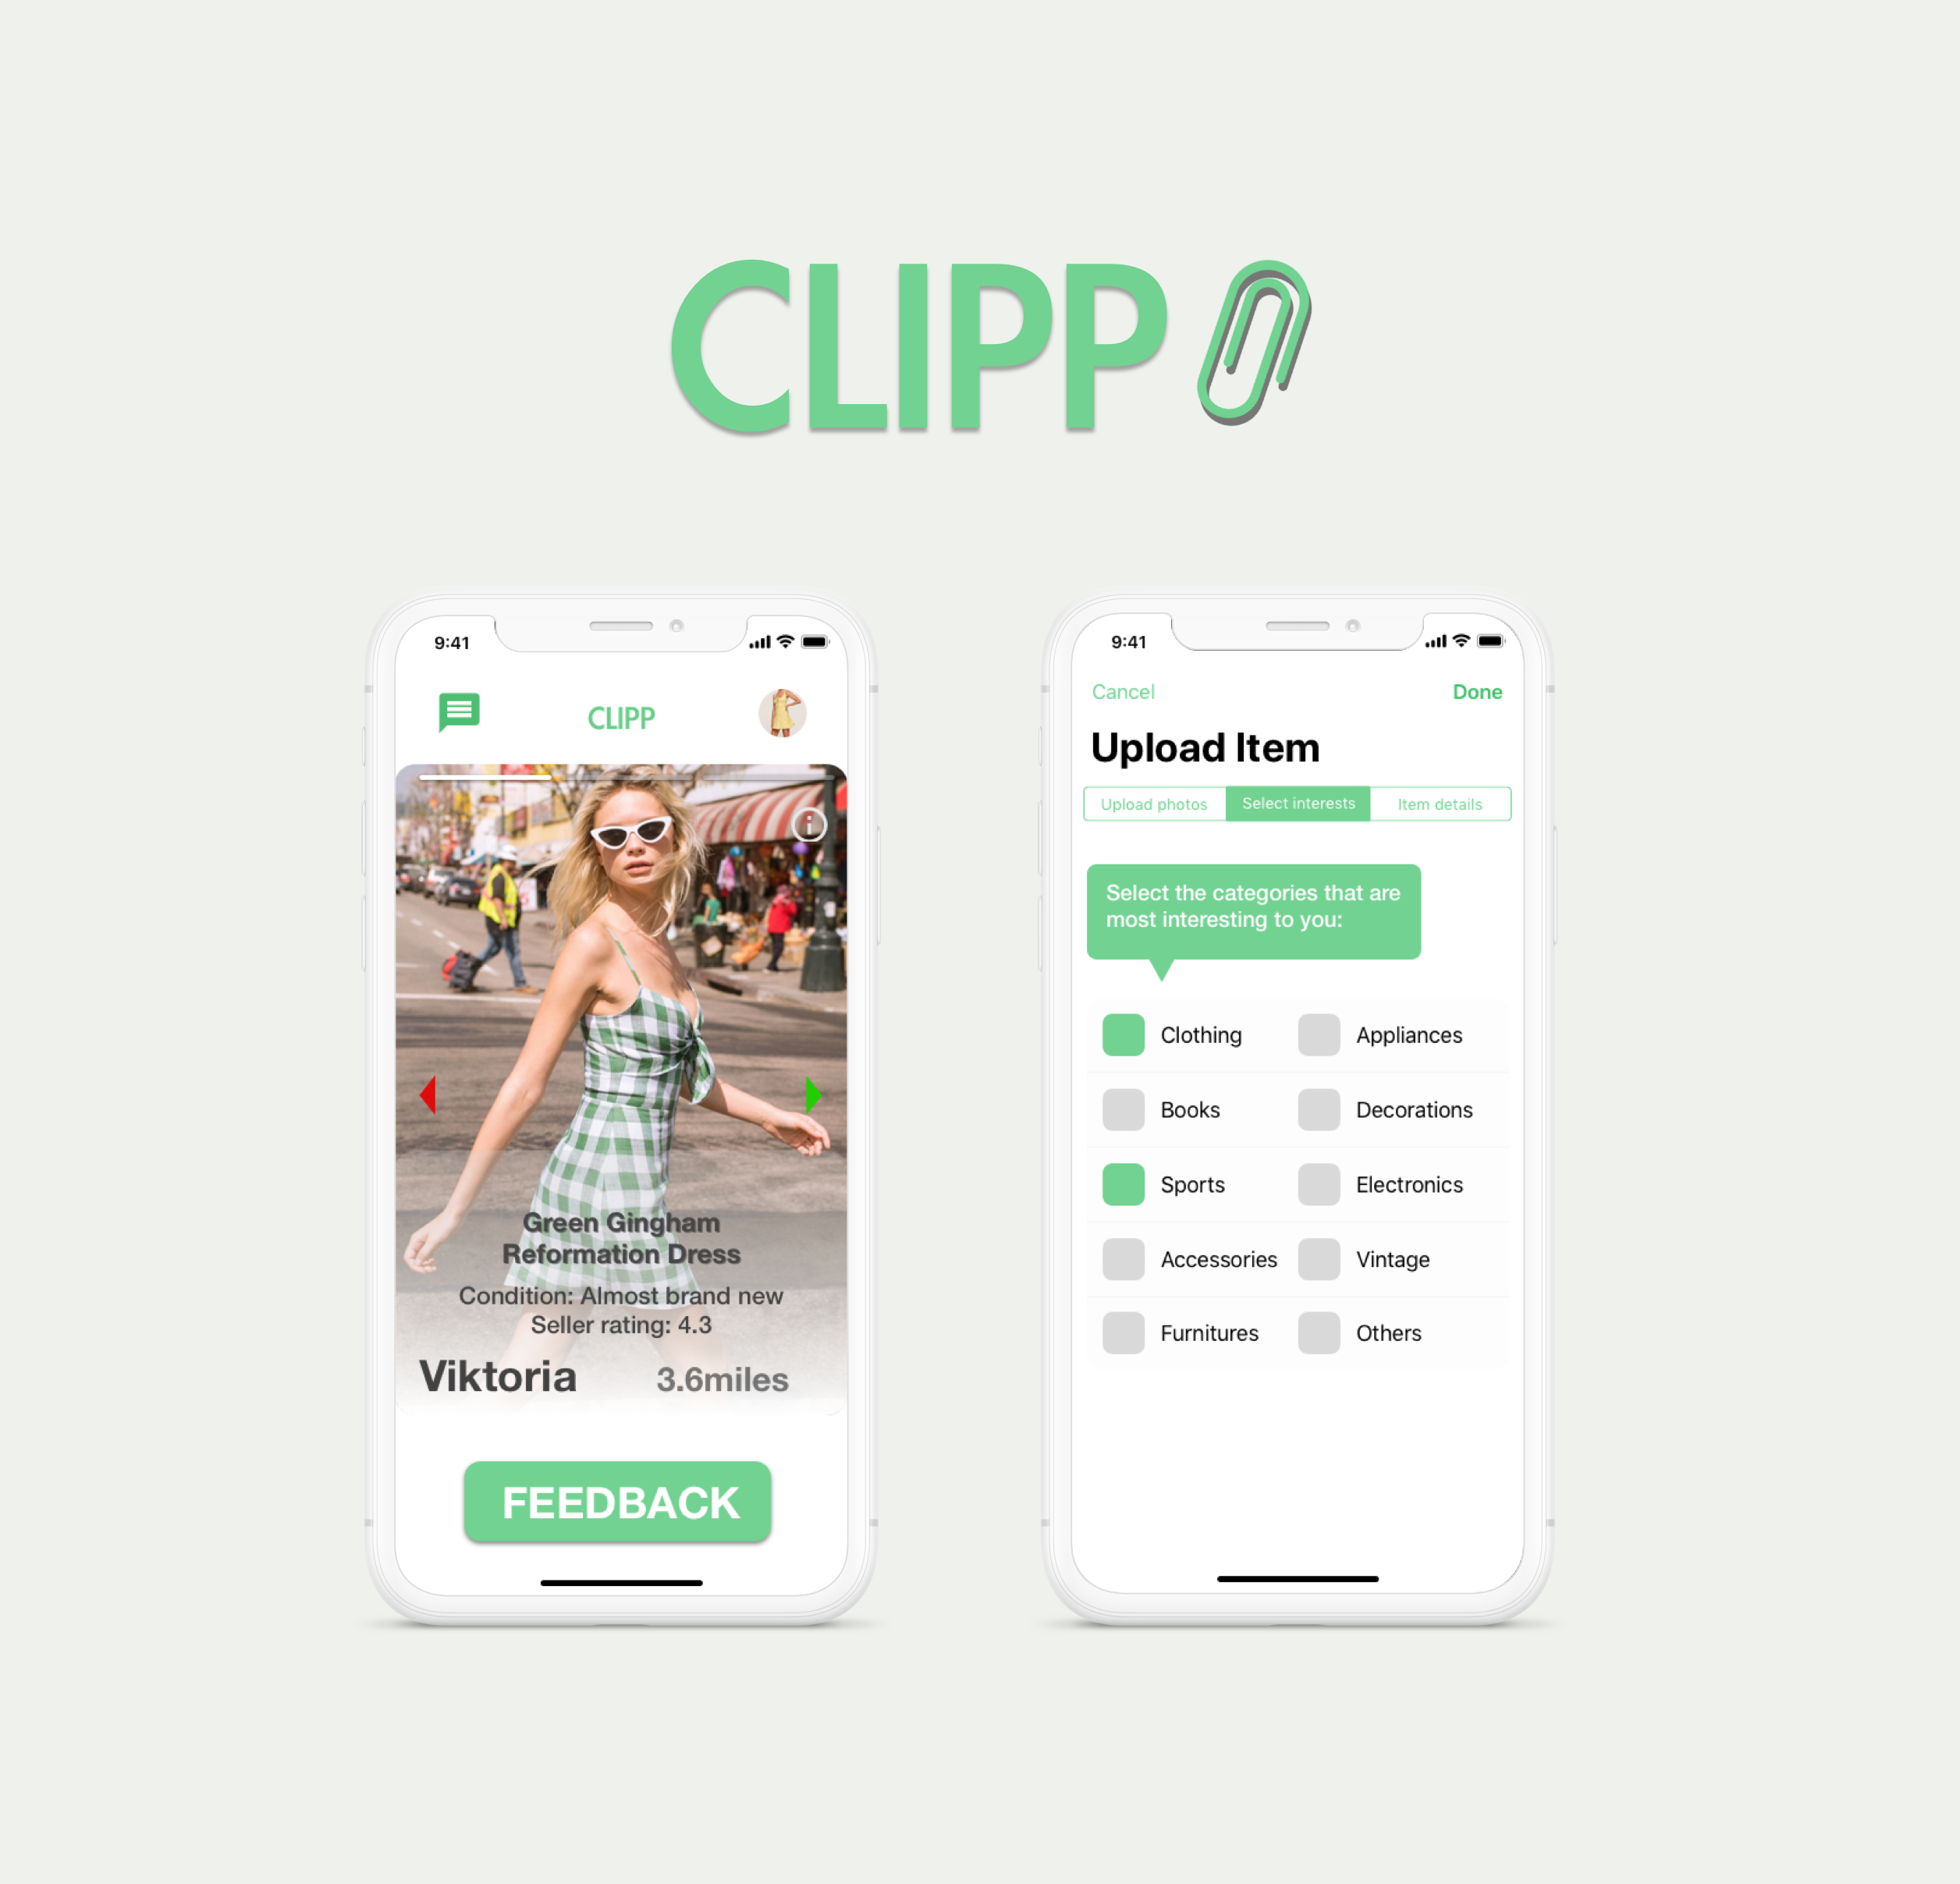 CLIPP
9:41
CLIPP
Green Gingham
Reformation Dress
Condition: Almost brand new
Seller rating: 4.3
Viktoria 3.6miles
FEEDBACK
9:41
Cancel Done
Upload Item
Upload photos Select interests Item details
Select the categories that are
most interesting to you:
Clothing Appliances
Books Decorations
Sports Electronics
Accessories Vintage
Furnitures Others